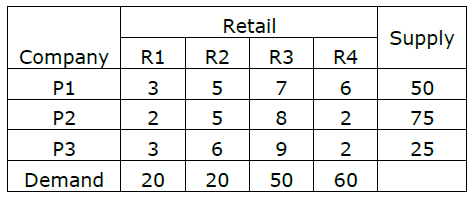 Company Retail Supply
R1 R2 R3 R4
P1 3 5 7 6 50
P2 2 5 8 2 75
P3 3 6 9 2 25
Demand 20 20 50 60